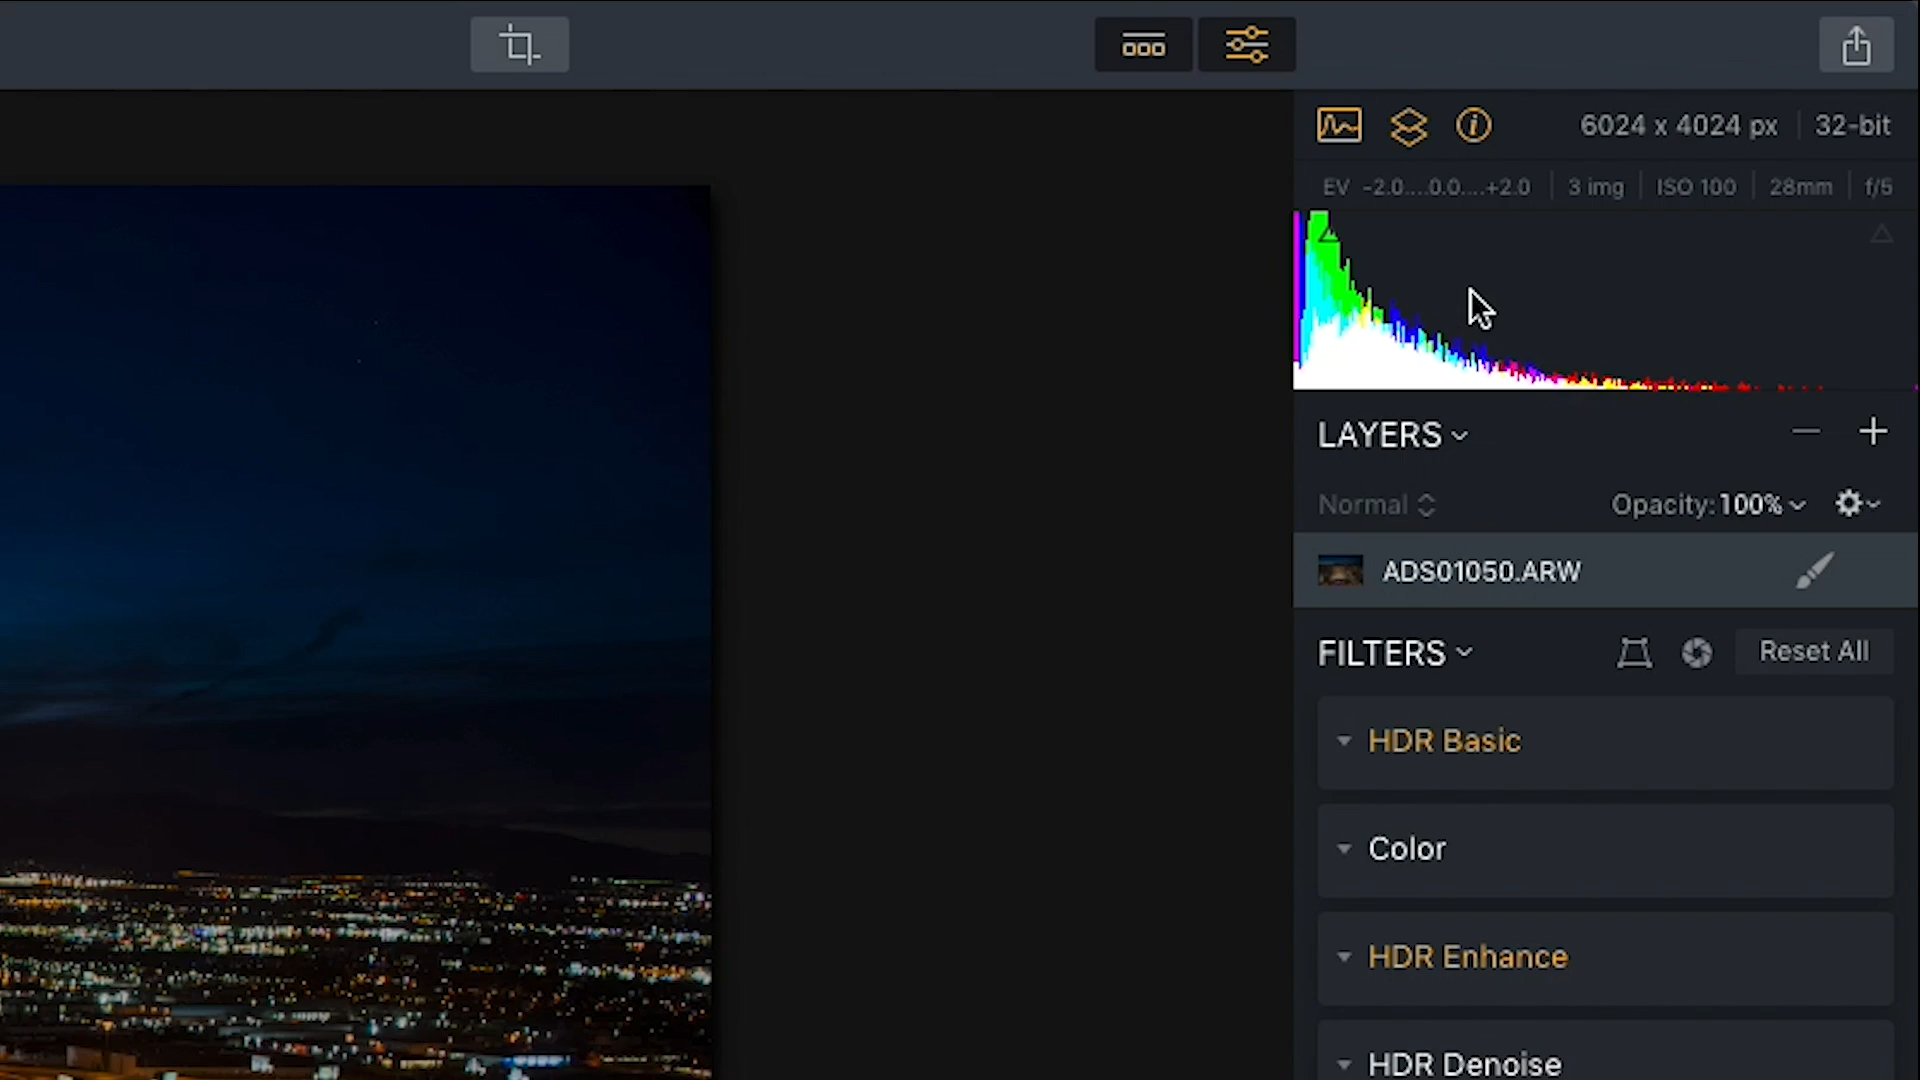 6024 x 4024 px 32-bit
EV -2.0....0.0....+2.0 3 img ISO 100 28mm f/5
LAYERS
Normal Opacity: 100%
ADS01050.ARW
FILTERS Reset All
HDR Basic
Color
HDR Enhance
HDR Denoise